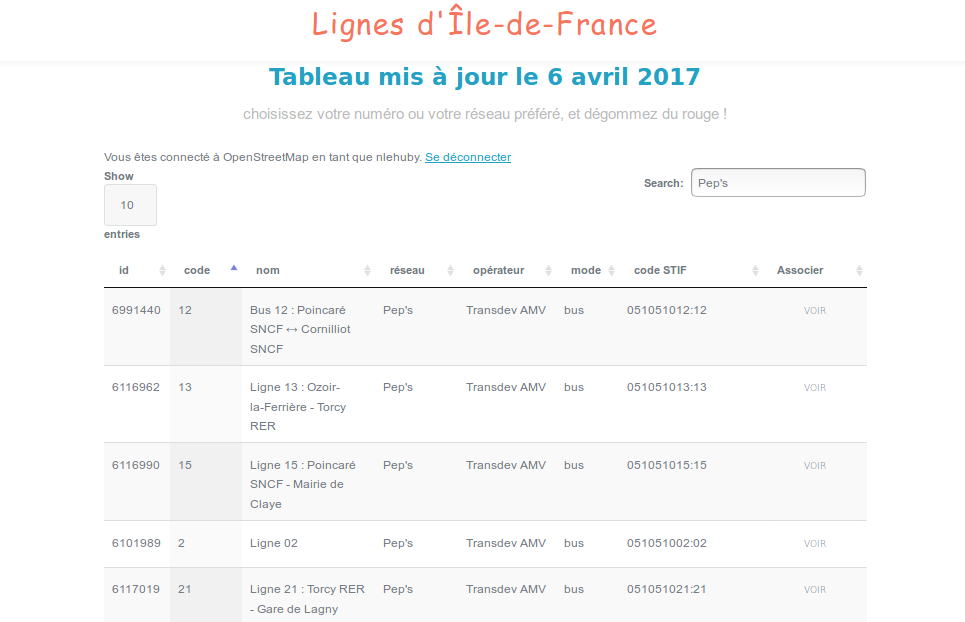 Lignes d'Île-de-France
Tableau mis à jour le 6 avril 2017
choisissez votre numéro ou votre réseau préféré, et dégommez du rouge !
Vous êtes connecté à OpenStreetMap en tant que nlehuby. Se déconnecter
Show
10
entries
Search: Pep's
id code nom réseau opérateur mode code STIF Associer
6991440 12 Bus 12 : Poincaré Pep's Transdev AMV bus 051051012:12 VOIR
SNCF ↔ Cornilliot
SNCF
6116962 13 Ligne 13 : Ozoir- Pep's Transdev AMV bus 051051013:13 VOIR
la-Ferrière - Torcy
RER
6116990 15 Ligne 15 : Poincaré Pep's Transdev AMV bus 051051015:15 VOIR
SNCF - Mairie de
Claye
6101989 2 Ligne 02 Pep's Transdev AMV bus 051051002:02 VOIR
6117019 21 Ligne 21 : Torcy RER Pep's Transdev AMV bus 051051021:21 VOIR
- Gare de Lagny